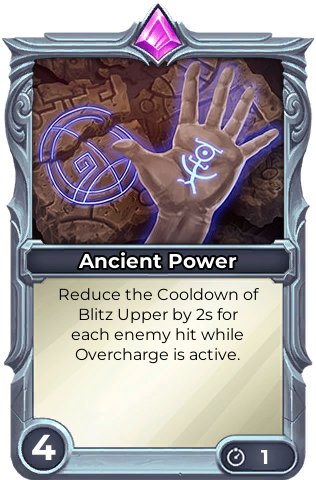 Ancient Power
Reduce the Cooldown of
Blitz Upper by 2s for
each enemy hit while
Overcharge is active.
4
1